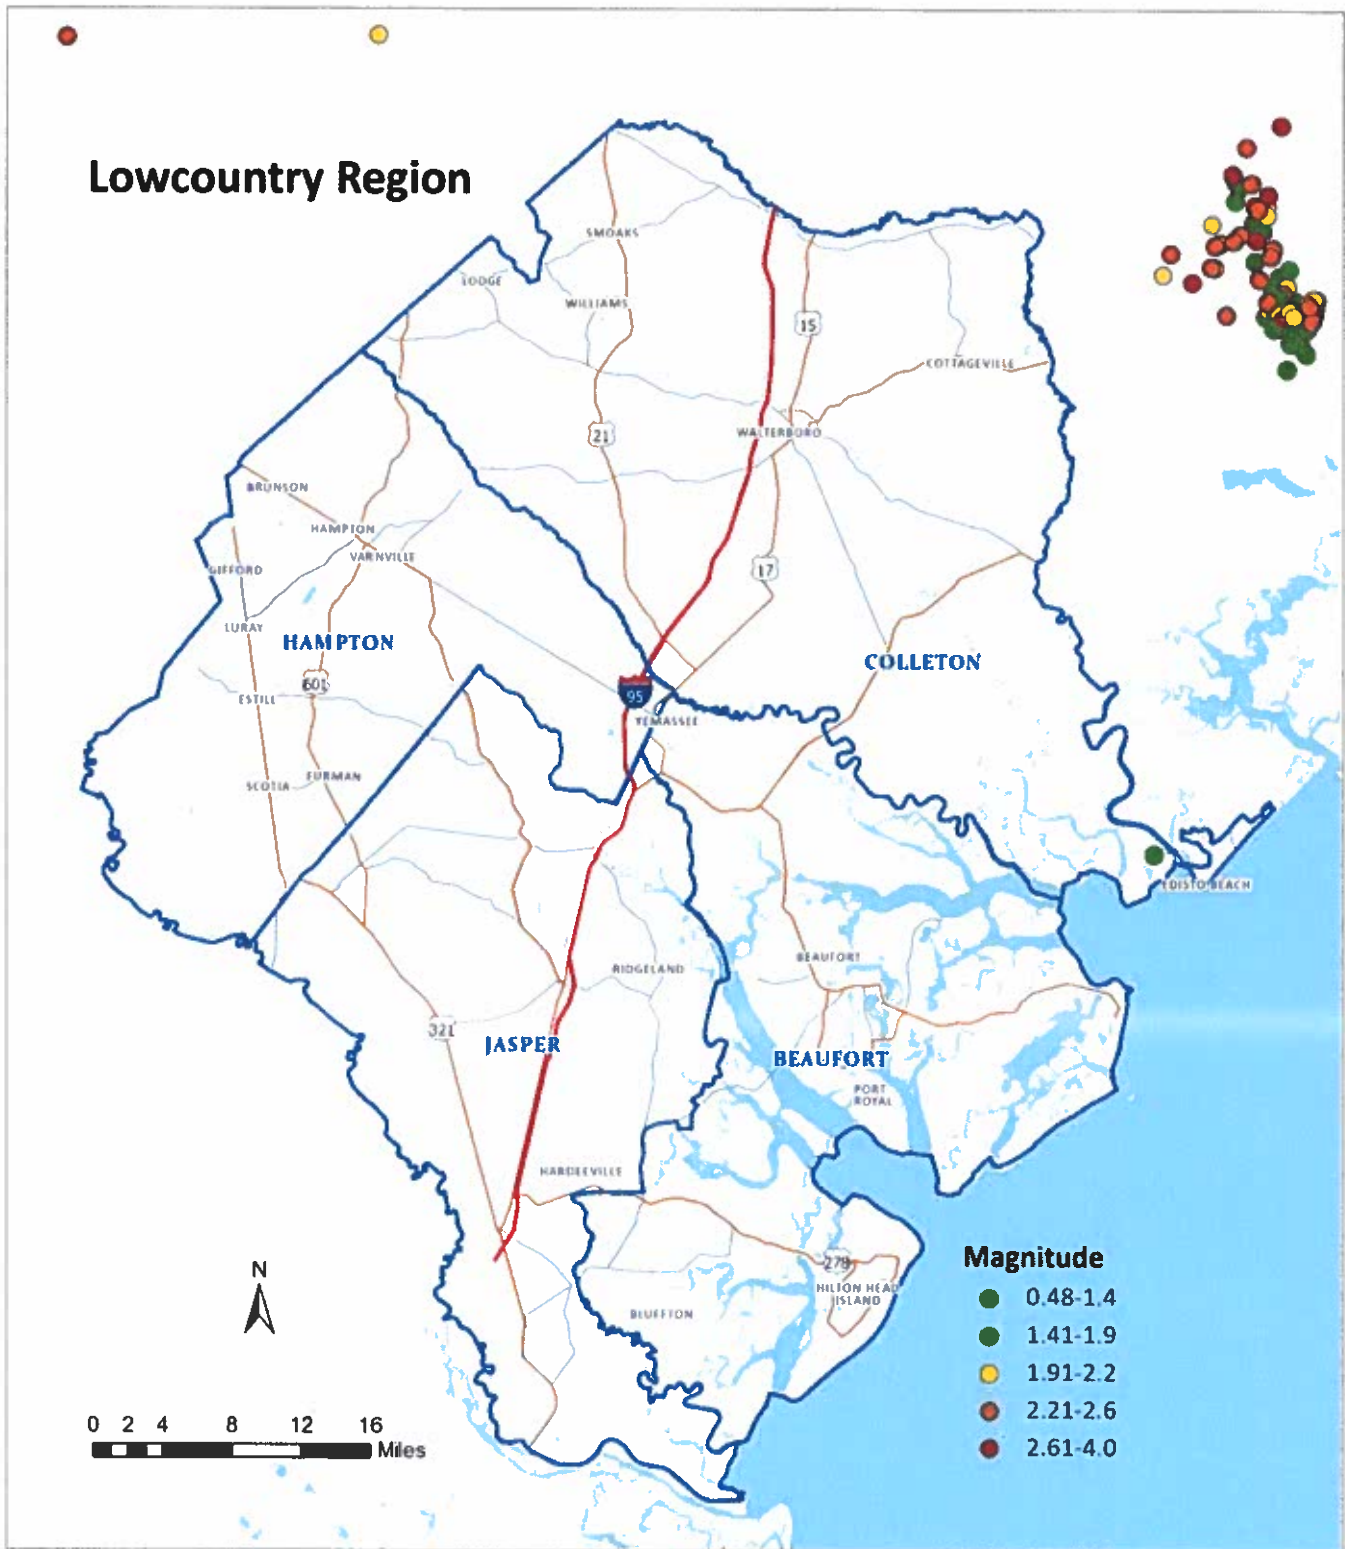 Lowcountry Region
SMOAKS
LODGE
WILLIAMS
15
COTTAGEVILLE
21
WALTERBORO
BRUNSON
HAMPTON
VARNVILLE
GIFFORD
17
LURAY
HAMPTON
COLLETON
601
95
ESTILL
YEMASSEE
FURMAN
SCOTIA
EDISTO BEACH
BEAUFORT
RIDGELAND
321
JASPER
BEAUFORT
PORT
ROYAL
HARDEEVILLE
Magnitude
N
278
HILTON HEAD
ISLAND
0.48-1.4
BLUFFTON
1.41-1.9
1.91-2.2
2.21-2.6
0 2 4 8 12 16
Miles
2.61-4.0